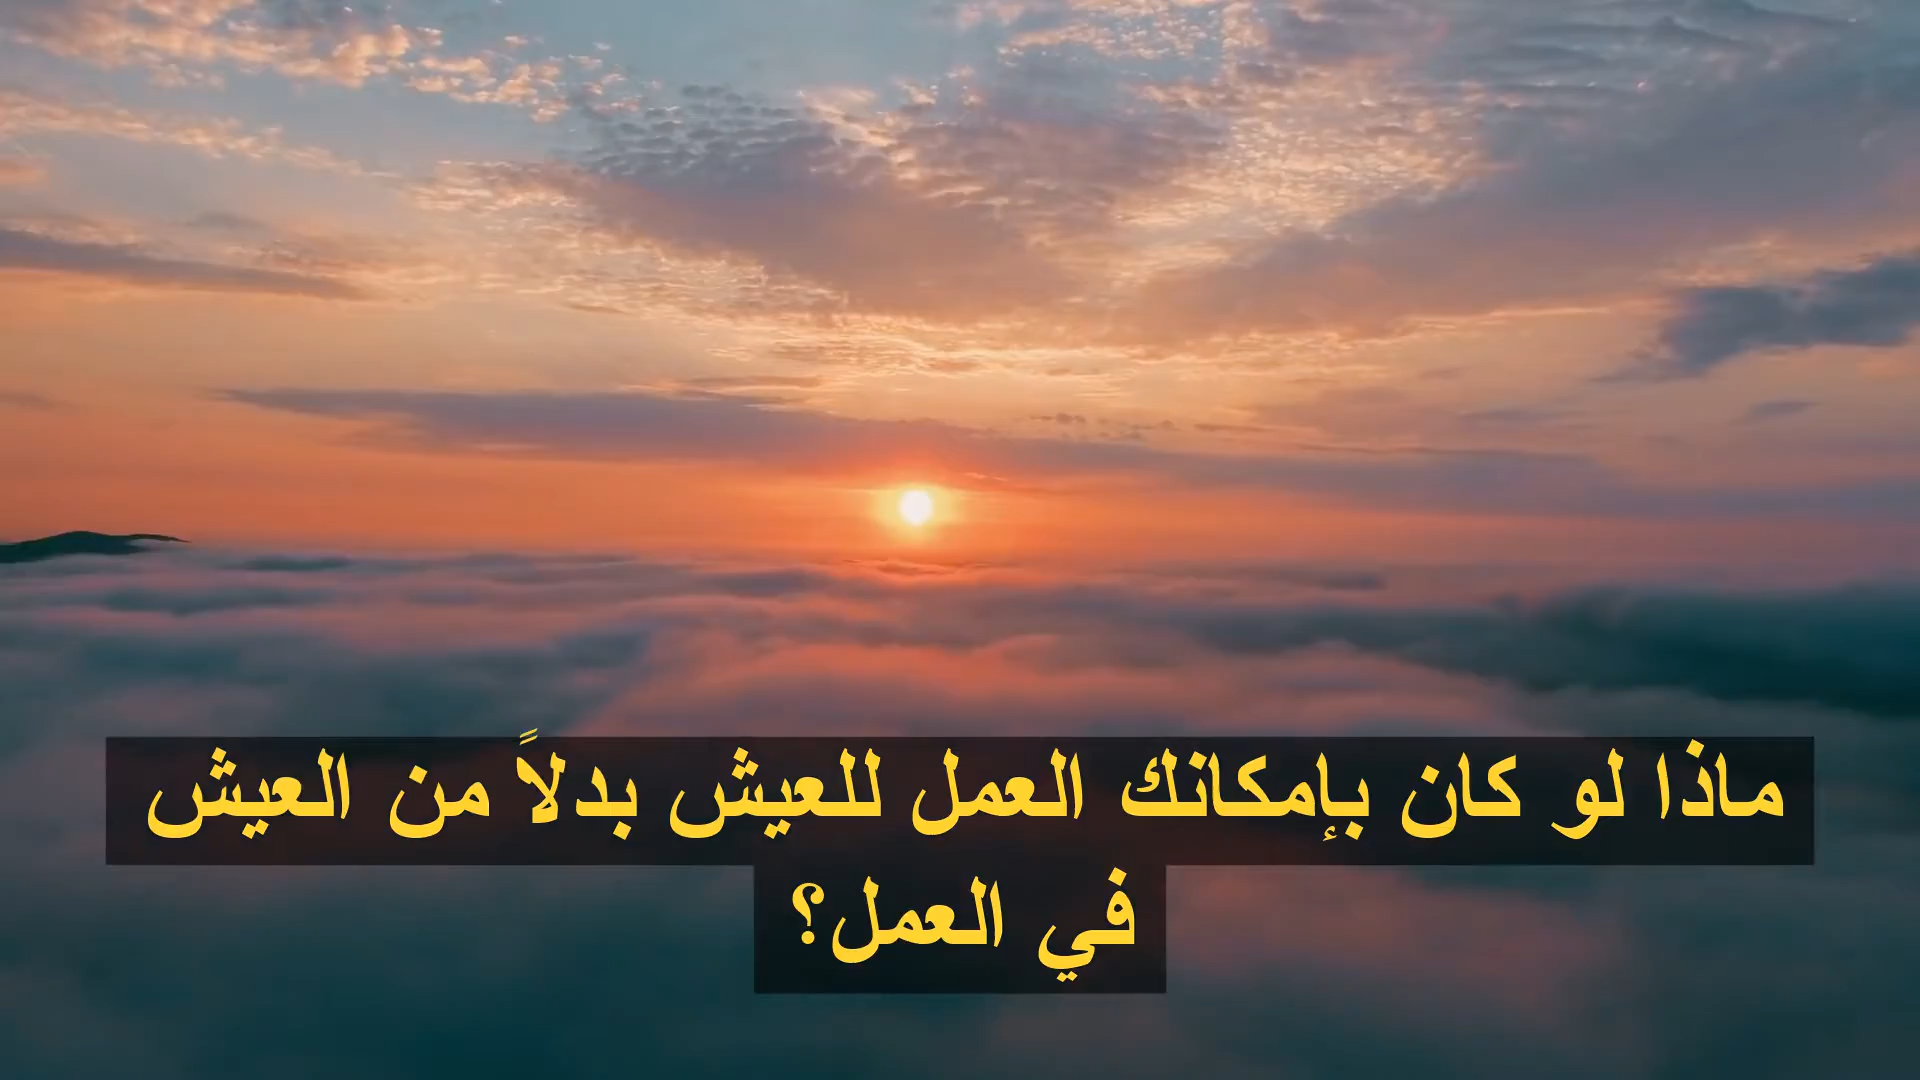 ماذا لو كان بإمكانك العمل للعيش بدلاً من العيش
في العمل؟